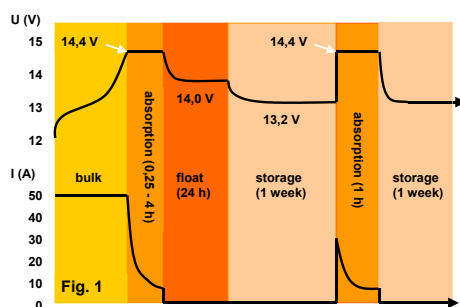 U (V)
15
14,4 V
14,4 V
14
14,0 V
13
13,2 V
12
absorption (0,25 - 4 h)
absorption (1 h)
I (A)
bulk
float
(24 h)
storage
(1 week)
storage
(1 week)
50
40
30
20
10
0
Fig. 1